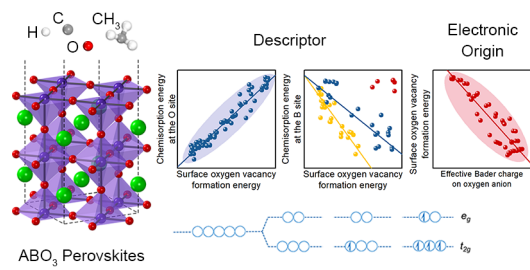 C
CH3
H
O
ABO3 Perovskites
Descriptor
Electronic
Origin
Chemisorption energy
at the O site
Surface oxygen vacancy
formation energy
Chemisorption energy
at the B site
Surface oxygen vacancy
formation energy
Surface oxygen vacancy
formation energy
Effective Bader charge
on oxygen anion
eg
t2g